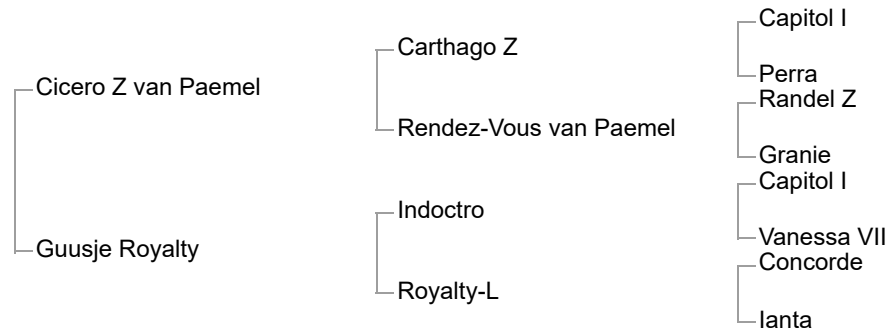 Capitol I
Carthago Z
Perra
Cicero Z van Paemel
Randel Z
Rendez-Vous van Paemel
Granie
Capitol I
Indoctro
Vanessa VII
Guusje Royalty
Concorde
Royalty-L
Ianta